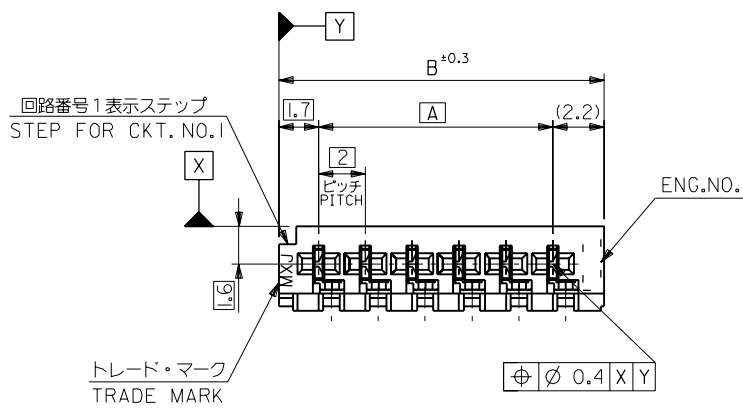 Y
B ±0.3
回路番号1表示ステップ
STEP FOR CKT. NO.1
1.7
A
(2.2)
X
2
ピッチ
PITCH
ENG.NO.
MXJ
1.6
トレード・マーク
TRADE MARK
⌖ Ø 0.4 X Y